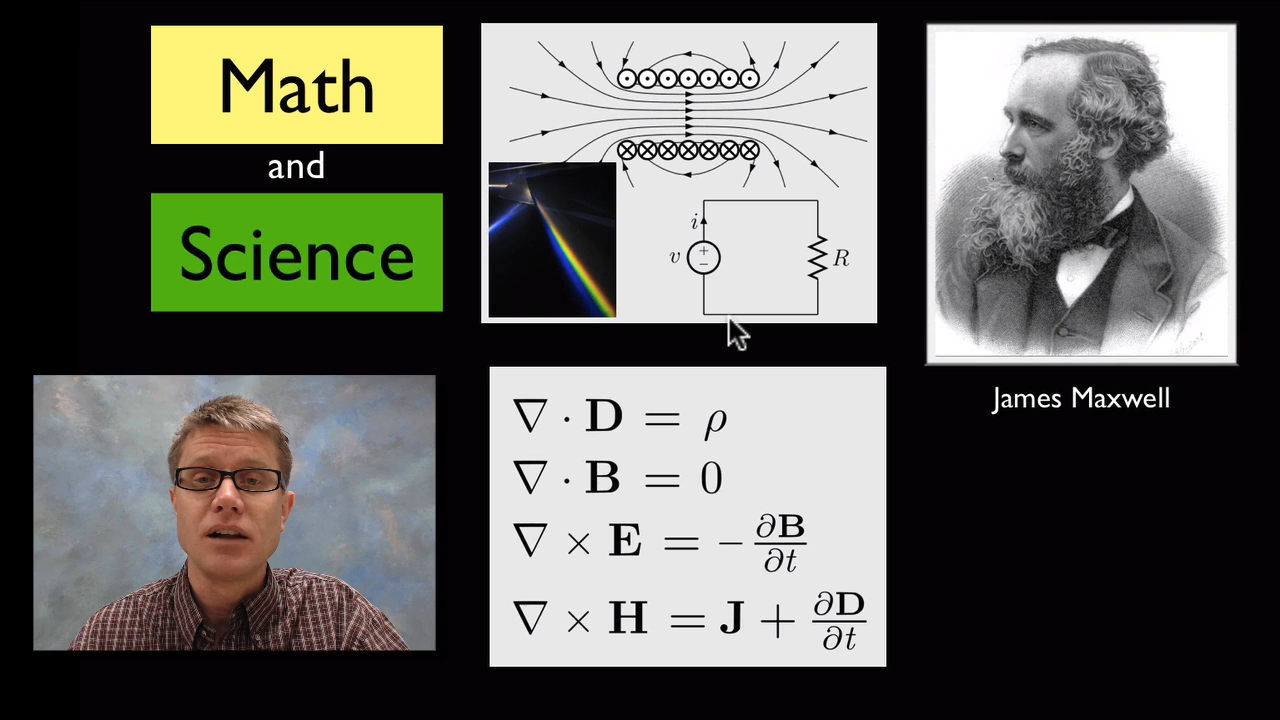 Math
and
Science
i
v
+
−
R
James Maxwell
∇ · D = ρ
∇ · B = 0
∇ × E = − ∂B/∂t
∇ × H = J + ∂D/∂t